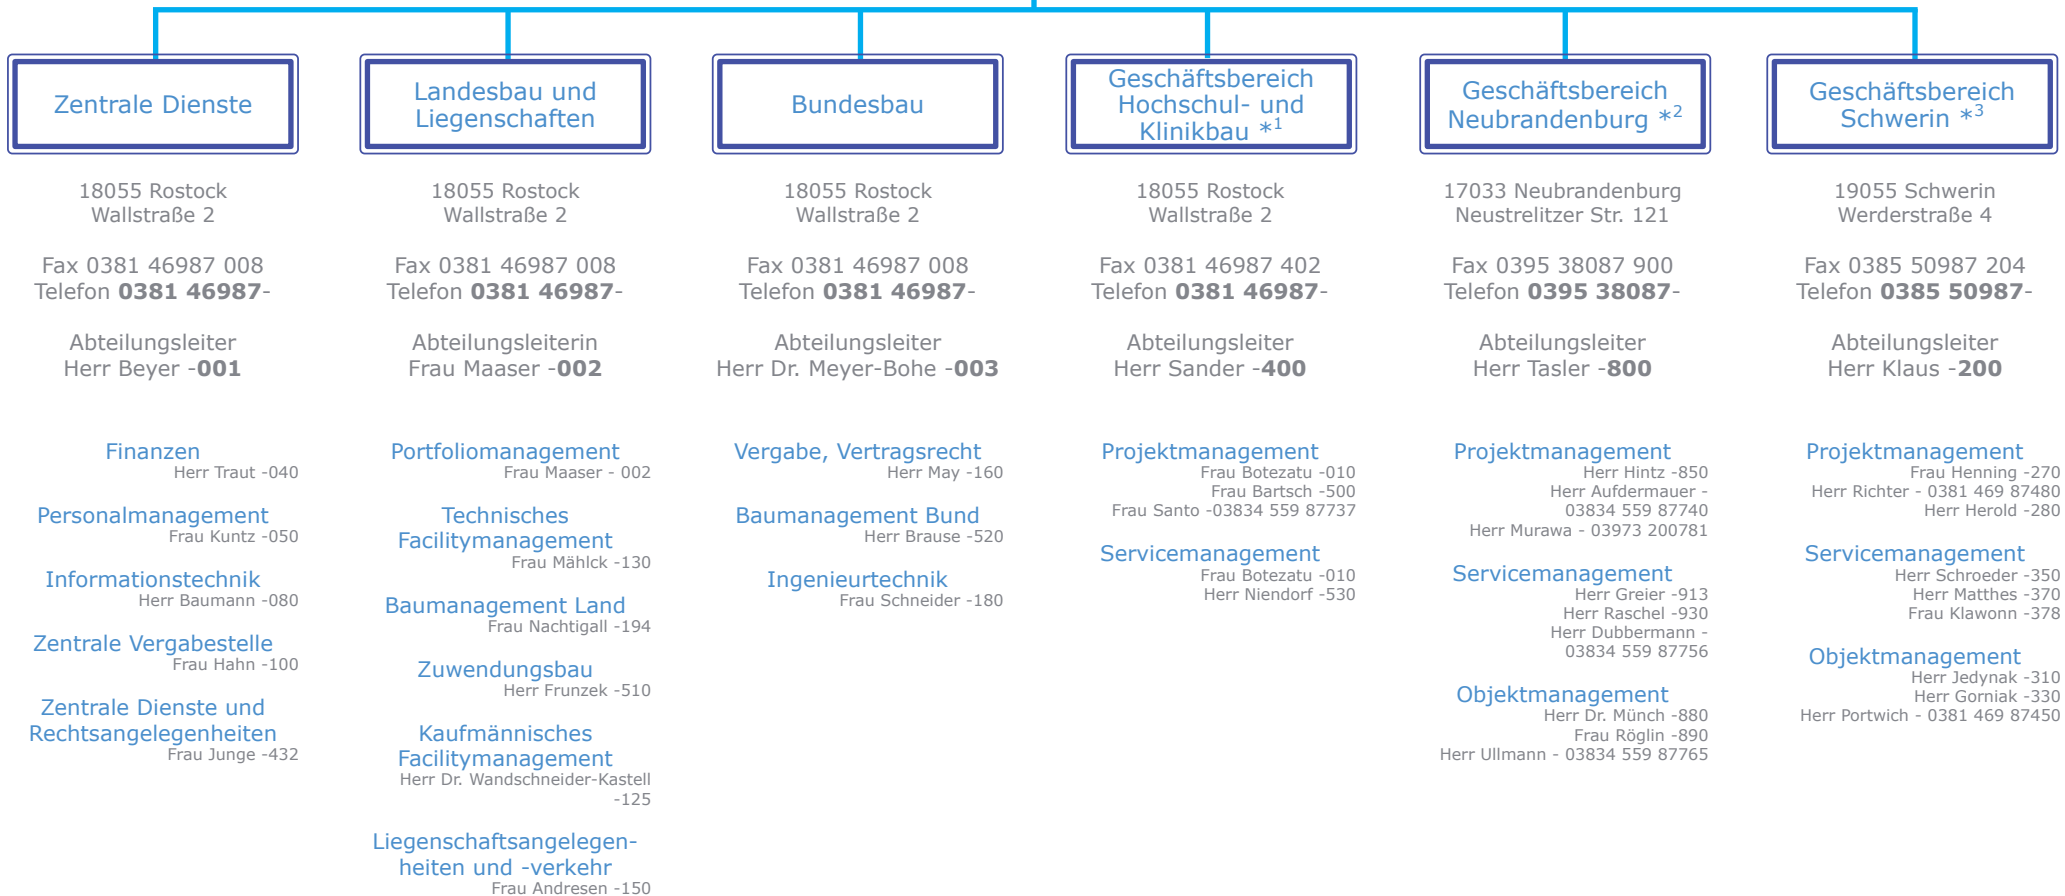 Zentrale Dienste
18055 Rostock
Wallstraße 2
Fax 0381 46987 008
Telefon 0381 46987-
Abteilungsleiter
Herr Beyer -001
Finanzen
Herr Traut -040
Personalmanagement
Frau Kuntz -050
Informationstechnik
Herr Baumann -080
Zentrale Vergabestelle
Frau Hahn -100
Zentrale Dienste und
Rechtsangelegenheiten
Frau Junge -432
Landesbau und
Liegenschaften
18055 Rostock
Wallstraße 2
Fax 0381 46987 008
Telefon 0381 46987-
Abteilungsleiterin
Frau Maaser -002
Portfoliomanagement
Frau Maaser - 002
Technisches
Facilitymanagement
Frau Mählck -130
Baumanagement Land
Frau Nachtigall -194
Zuwendungsbau
Herr Frunzek -510
Kaufmännisches
Facilitymanagement
Herr Dr. Wandschneider-Kastell
-125
Liegenschaftsangelegen-
heiten und -verkehr
Frau Andresen -150
Bundesbau
18055 Rostock
Wallstraße 2
Fax 0381 46987 008
Telefon 0381 46987-
Abteilungsleiter
Herr Dr. Meyer-Bohe -003
Vergabe, Vertragsrecht
Herr May -160
Baumanagement Bund
Herr Brause -520
Ingenieurtechnik
Frau Schneider -180
Geschäftsbereich
Hochschul- und
Klinikbau *1
18055 Rostock
Wallstraße 2
Fax 0381 46987 402
Telefon 0381 46987-
Abteilungsleiter
Herr Sander -400
Projektmanagement
Frau Botezatu -010
Frau Bartsch -500
Frau Santo -03834 559 87737
Servicemanagement
Frau Botezatu -010
Herr Niendorf -530
Geschäftsbereich
Neubrandenburg *2
17033 Neubrandenburg
Neustrelitzer Str. 121
Fax 0395 38087 900
Telefon 0395 38087-
Abteilungsleiter
Herr Tasler -800
Projektmanagement
Herr Hintz -850
Herr Aufdermauer -
03834 559 87740
Herr Murawa - 03973 200781
Servicemanagement
Herr Greier -913
Herr Raschel -930
Herr Dubbermann -
03834 559 87756
Objektmanagement
Herr Dr. Münch -880
Frau Röglin -890
Herr Ullmann - 03834 559 87765
Geschäftsbereich
Schwerin *3
19055 Schwerin
Werderstraße 4
Fax 0385 50987 204
Telefon 0385 50987-
Abteilungsleiter
Herr Klaus -200
Projektmanagement
Frau Henning -270
Herr Richter - 0381 469 87480
Herr Herold -280
Servicemanagement
Herr Schroeder -350
Herr Matthes -370
Frau Klawonn -378
Objektmanagement
Herr Jedynak -310
Herr Gorniak -330
Herr Portwich - 0381 469 87450